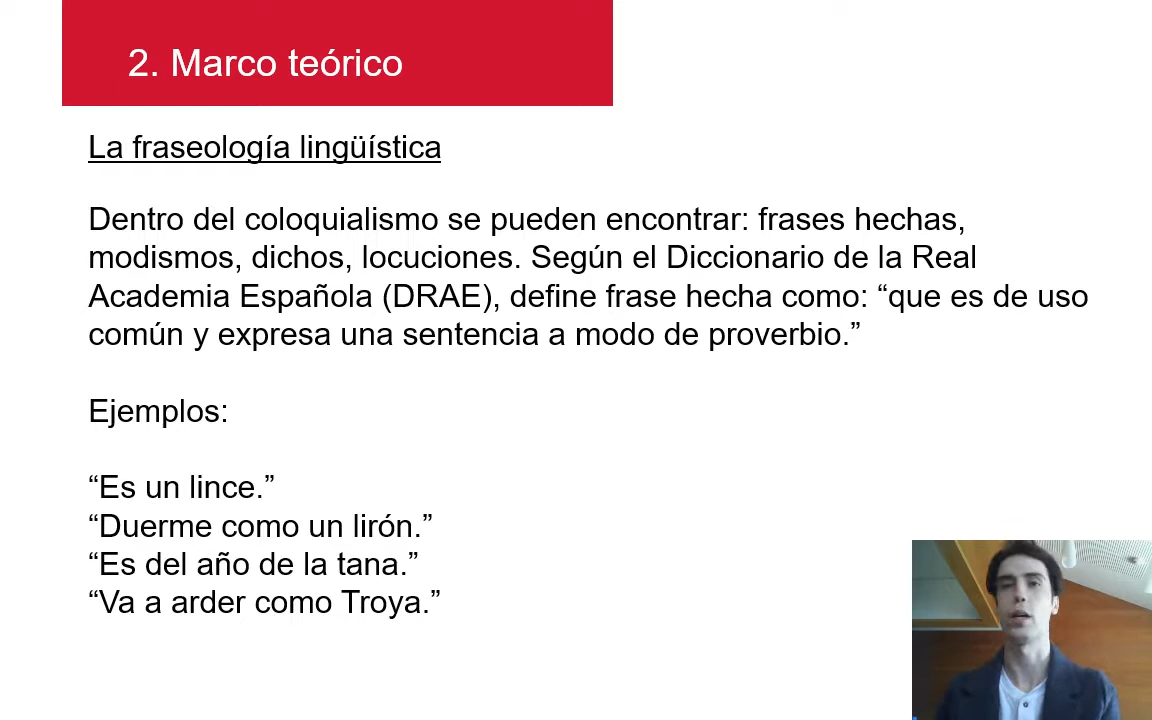 2. Marco teórico
La fraseología lingüística
Dentro del coloquialismo se pueden encontrar: frases hechas,
modismos, dichos, locuciones. Según el Diccionario de la Real
Academia Española (DRAE), define frase hecha como: “que es de uso
común y expresa una sentencia a modo de proverbio.”
Ejemplos:
“Es un lince.”
“Duerme como un lirón.”
“Es del año de la tana.”
“Va a arder como Troya.”